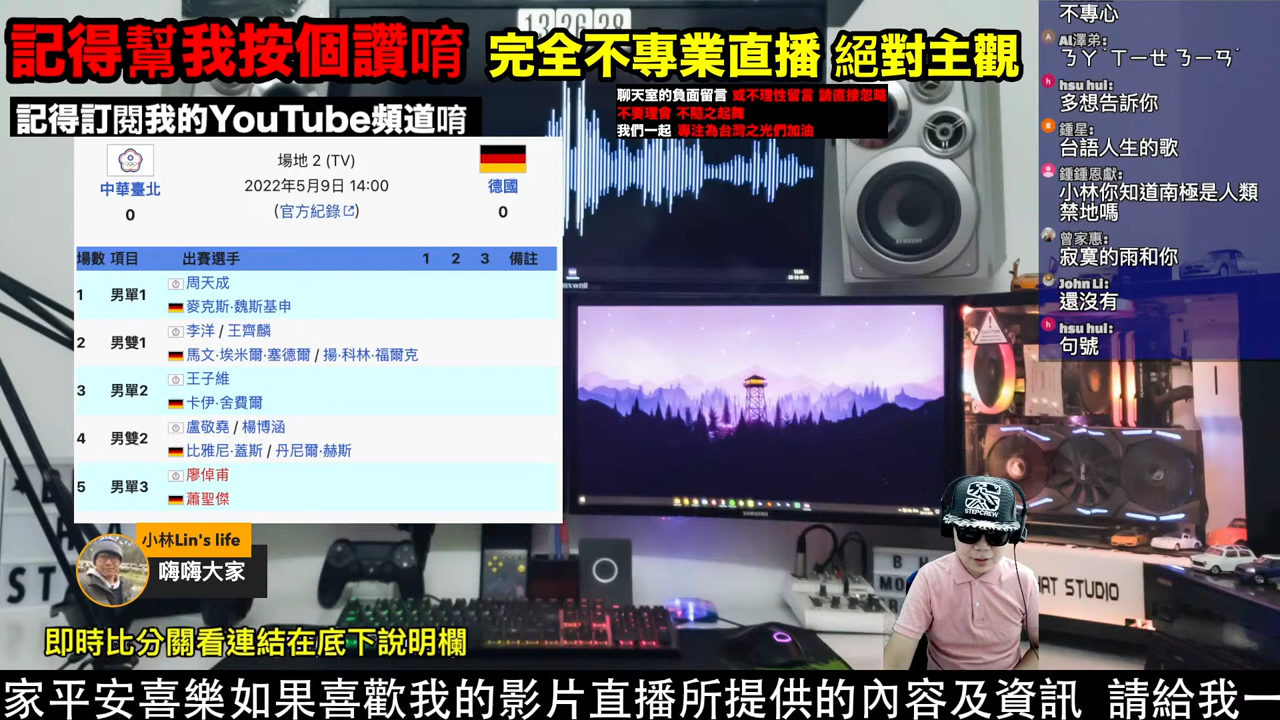 記得幫我按個讚唷
完全不專業直播 絕對主觀
記得訂閱我的YouTube頻道唷
聊天室的負面留言 或不理性留言 請直接忽略
不要理會 不隨之起舞
我們一起 專注為台灣之光們加油
中華臺北
0
場地 2 (TV)
2022年5月9日 14:00
(官方紀錄)
德國
0
場數 項目 出賽選手 1 2 3 備註
1 男單1 周天成
麥克斯·魏斯基申
2 男雙1 李洋 / 王齊麟
馬文·埃米爾·塞德爾 / 揚·科林·福爾克
3 男單2 王子維
卡伊·舍費爾
4 男雙2 盧敬堯 / 楊博涵
比雅尼·蓋斯 / 丹尼爾·赫斯
5 男單3 廖倬甫
蕭聖傑
小林Lin's life
嗨嗨大家
即時比分關看連結在底下說明欄
家平安喜樂如果喜歡我的影片直播所提供的內容及資訊 請給我一
不專心
Al澤弟:
ㄋㄚˇ ㄒㄧㄝ ㄋㄧㄢˊ
hsu hui:
多想告訴你
鍾星:
台語人生的歌
鍾鍾恩獻:
小林你知道南極是人類
禁地嗎
曾家惠:
寂寞的雨和你
John Li:
還沒有
hsu hui:
句號
STEPCREW
HAT STUDIO
SAMSUNG